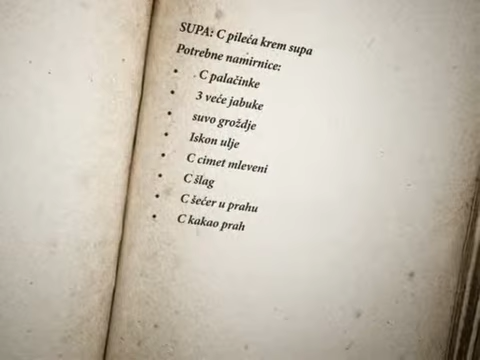 SUPA: C pileća krem supa
Potrebne namirnice:
• C palačinke
• 3 veće jabuke
• suvo groždje
• Iskon ulje
• C cimet mleveni
• C šlag
• C šećer u prahu
• C kakao prah